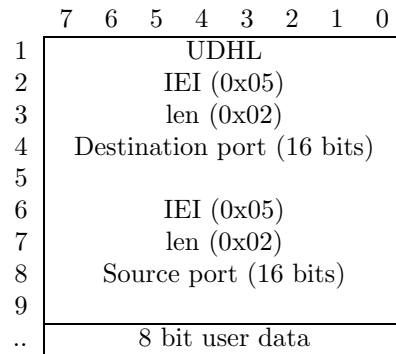 7 6 5 4 3 2 1 0
1 UDHL
2 IEI (0x05)
3 len (0x02)
4 Destination port (16 bits)
5
6 IEI (0x05)
7 len (0x02)
8 Source port (16 bits)
9
.. 8 bit user data